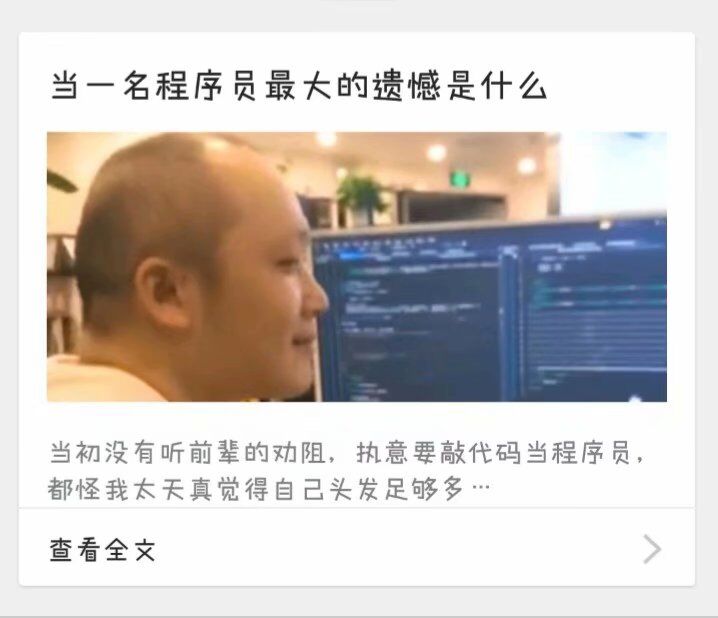 当一名程序员最大的遗憾是什么
当初没有听前辈的劝阻，执意要敲代码当程序员，
都怪我太天真觉得自己头发足够多…
查看全文